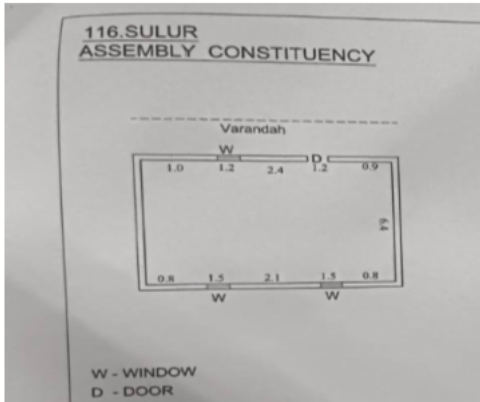 116.SULUR
ASSEMBLY CONSTITUENCY
Varandah
W
D
1.0 1.2 2.4 1.2 0.9
6.4
0.8 1.5 2.1 1.5 0.8
W W
W - WINDOW
D - DOOR